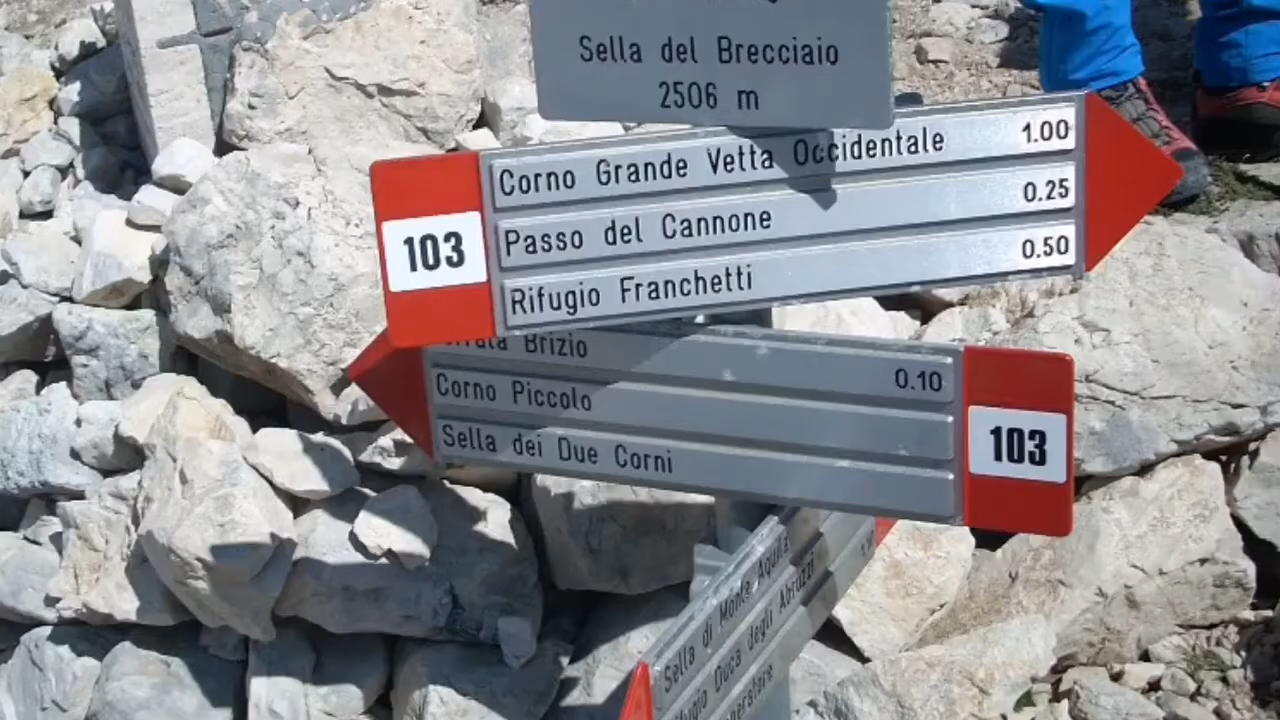 Sella del Brecciaio
2506 m
103
Corno Grande Vetta Occidentale 1.00
Passo del Cannone 0.25
Rifugio Franchetti 0.50
Brizio 0.10
Corno Piccolo
Sella dei Due Corni
103
Sella di Monte Aquila
Duca degli Abruzzi